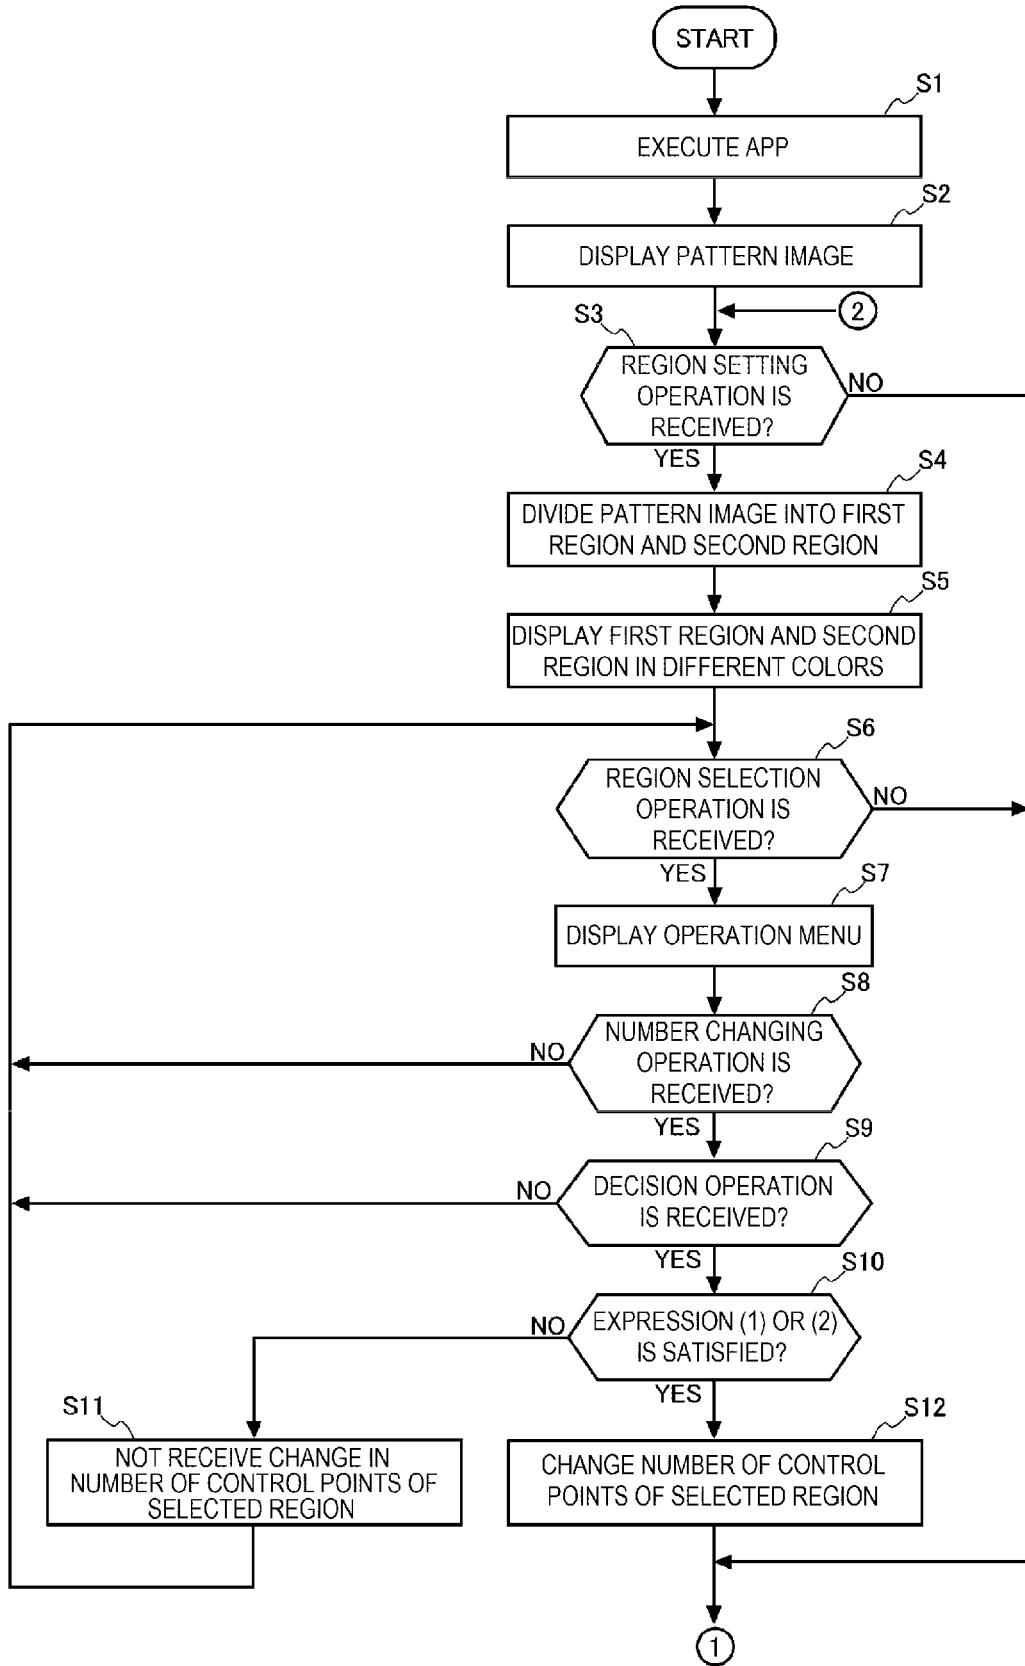 START
S1
EXECUTE APP
S2
DISPLAY PATTERN IMAGE
2
S3
REGION SETTING
OPERATION IS
RECEIVED?
NO
YES
S4
DIVIDE PATTERN IMAGE INTO FIRST
REGION AND SECOND REGION
S5
DISPLAY FIRST REGION AND SECOND
REGION IN DIFFERENT COLORS
S6
REGION SELECTION
OPERATION IS
RECEIVED?
NO
YES
S7
DISPLAY OPERATION MENU
S8
NUMBER CHANGING
OPERATION IS
RECEIVED?
NO
YES
S9
DECISION OPERATION
IS RECEIVED?
NO
YES
S10
EXPRESSION (1) OR (2)
IS SATISFIED?
NO
YES
S11
NOT RECEIVE CHANGE IN
NUMBER OF CONTROL POINTS OF
SELECTED REGION
S12
CHANGE NUMBER OF CONTROL
POINTS OF SELECTED REGION
1